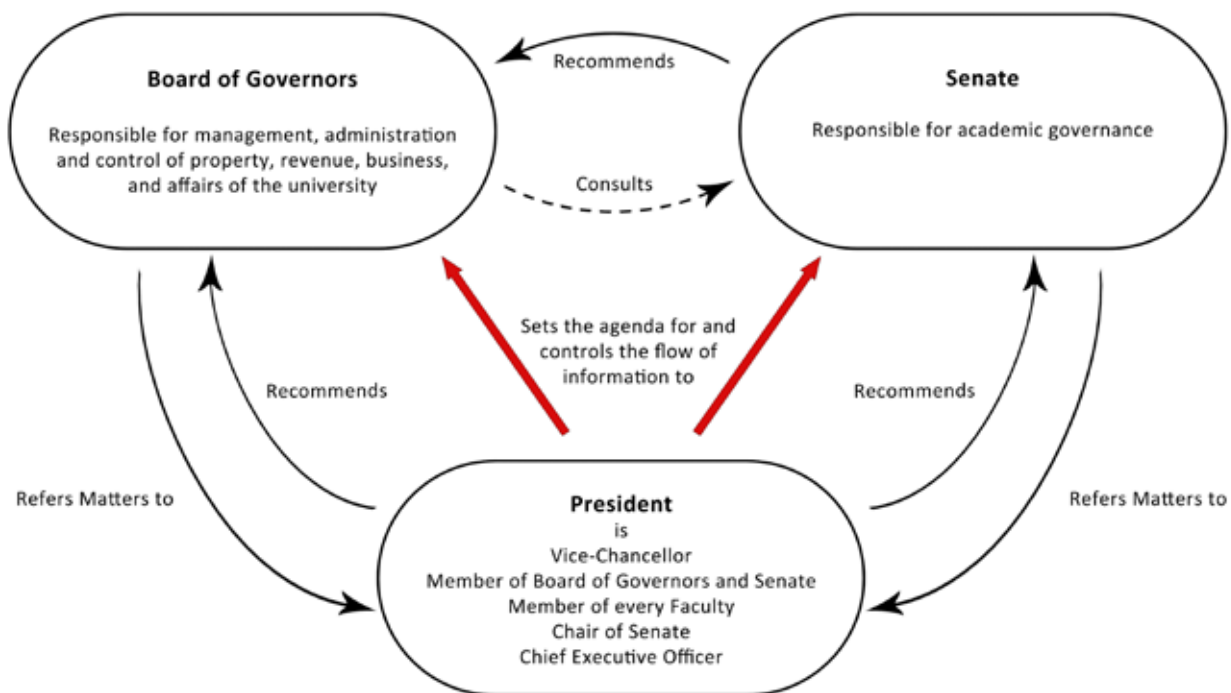 Board of Governors
Responsible for management, administration
and control of property, revenue, business,
and affairs of the university
Recommends
Consults
Senate
Responsible for academic governance
Sets the agenda for and
controls the flow of
information to
Recommends
Recommends
Refers Matters to
Refers Matters to
President
is
Vice-Chancellor
Member of Board of Governors and Senate
Member of every Faculty
Chair of Senate
Chief Executive Officer